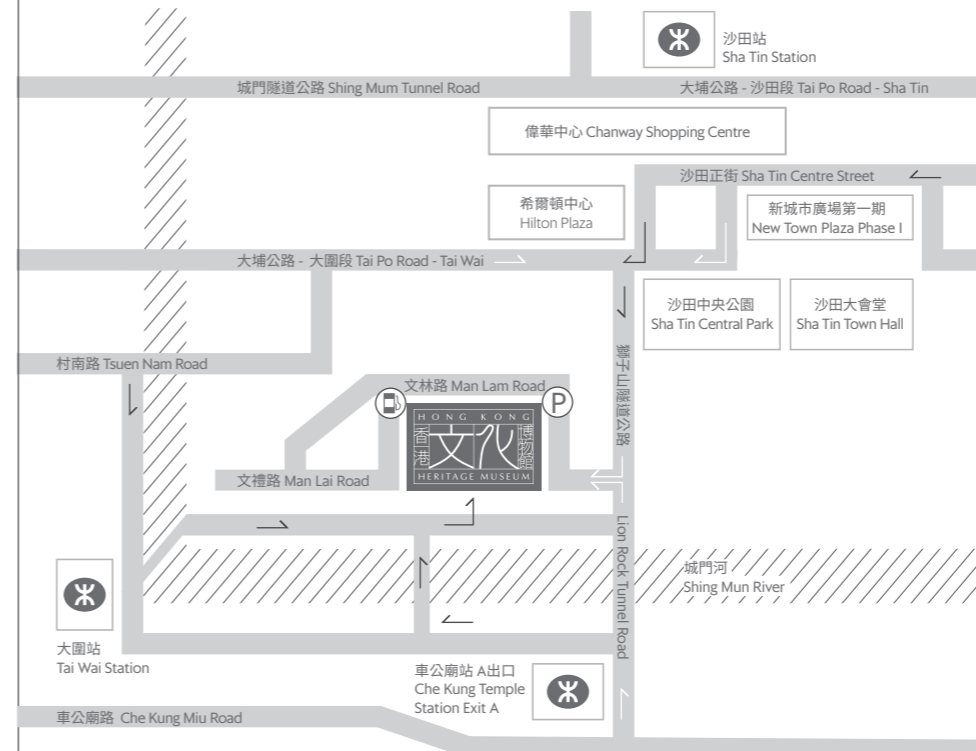 沙田站
Sha Tin Station
城門隧道公路 Shing Mum Tunnel Road
大埔公路 - 沙田段 Tai Po Road - Sha Tin
偉華中心 Chanway Shopping Centre
沙田正街 Sha Tin Centre Street
希爾頓中心
Hilton Plaza
新城市廣場第一期
New Town Plaza Phase I
大埔公路 - 大圍段 Tai Po Road - Tai Wai
沙田中央公園
Sha Tin Central Park
沙田大會堂
Sha Tin Town Hall
村南路 Tsuen Nam Road
獅子山隧道公路
文林路 Man Lam Road
P
HONG KONG
香港
文化
博物館
HERITAGE MUSEUM
文禮路 Man Lai Road
Lion Rock Tunnel Road
城門河
Shing Mun River
大圍站
Tai Wai Station
車公廟站 A出口
Che Kung Temple
Station Exit A
車公廟路 Che Kung Miu Road